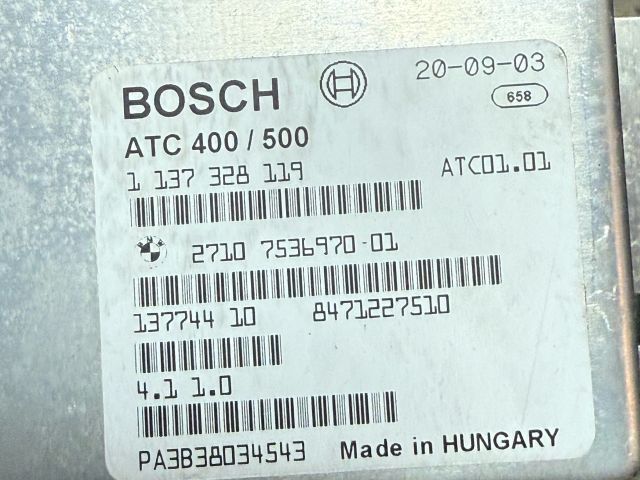 BOSCH 20-09-03
658
ATC 400 / 500
1 137 328 119 ATC01.01
2710 7536970-01
137744 10 8471227510
4.1 1.0
PA3B38034543 Made in HUNGARY